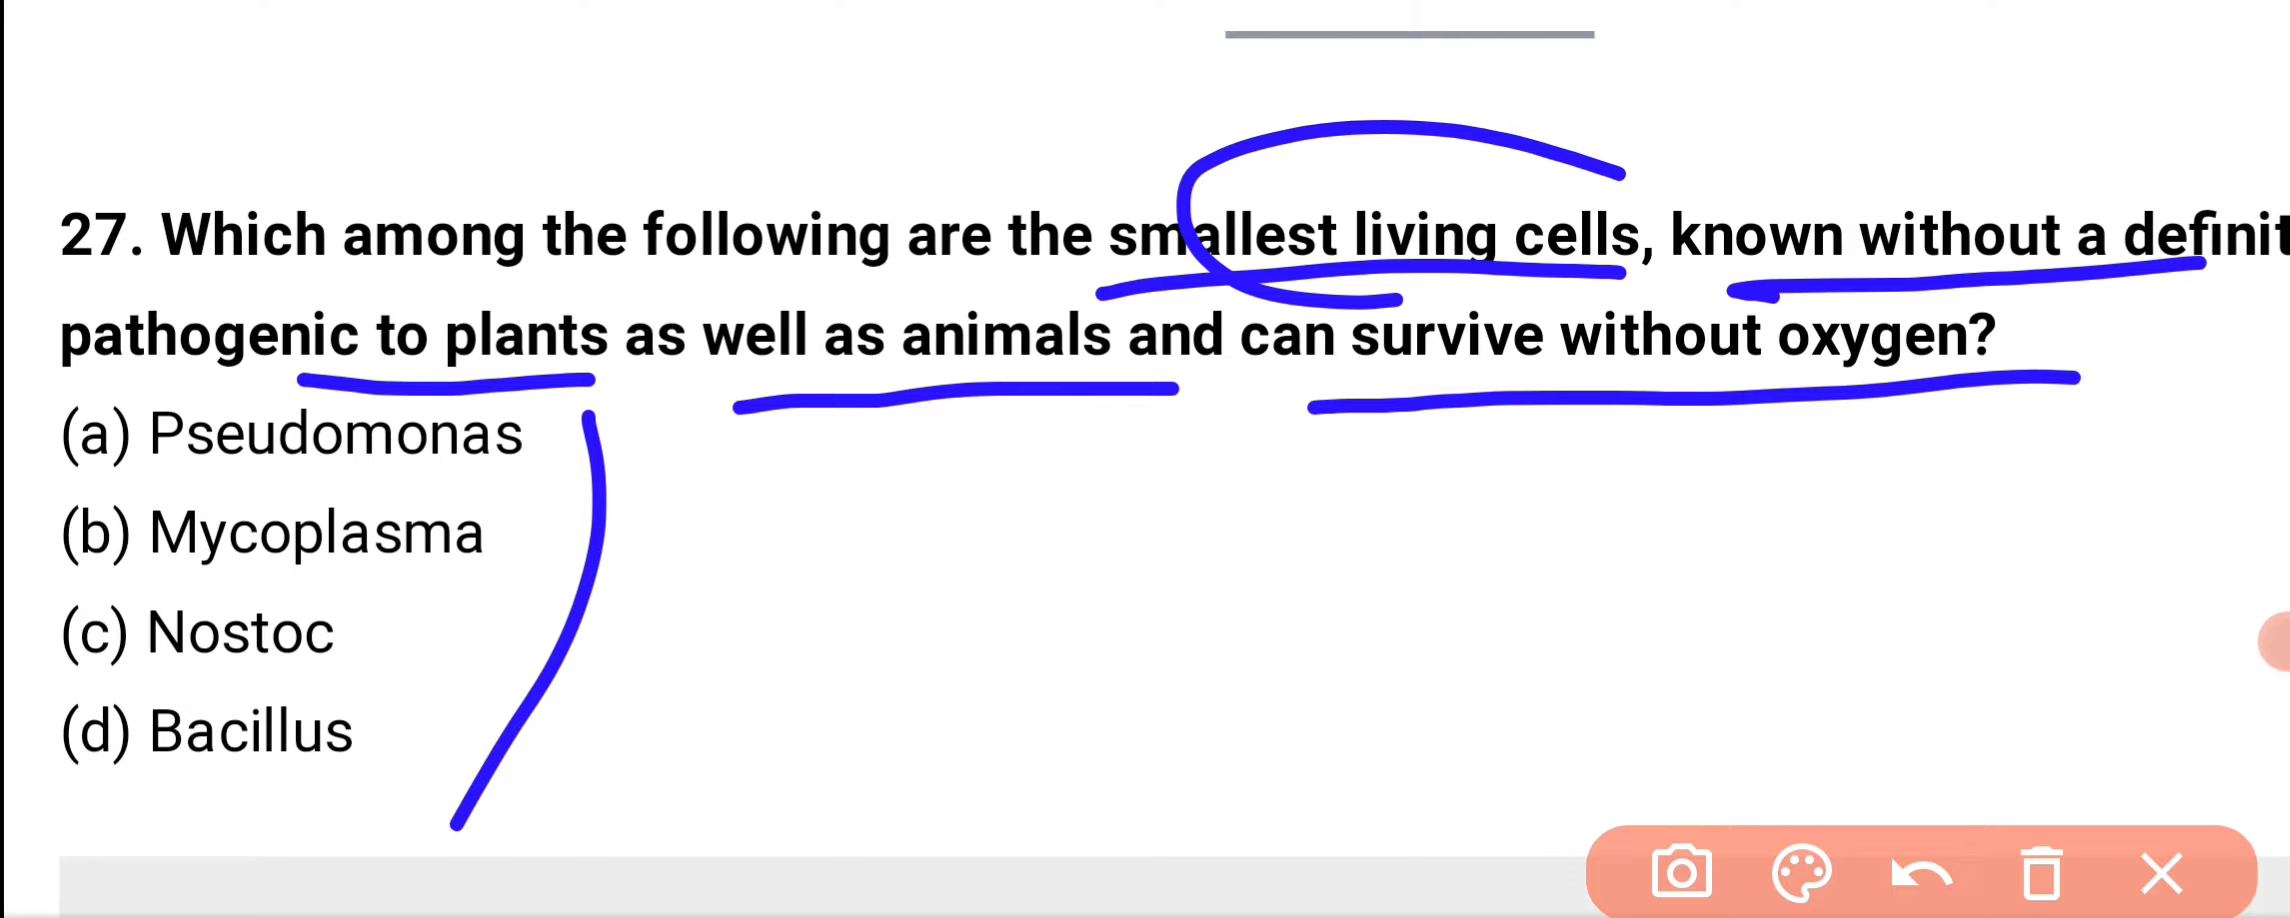 27. Which among the following are the smallest living cells, known without a definit
pathogenic to plants as well as animals and can survive without oxygen?
(a) Pseudomonas
(b) Mycoplasma
(c) Nostoc
(d) Bacillus